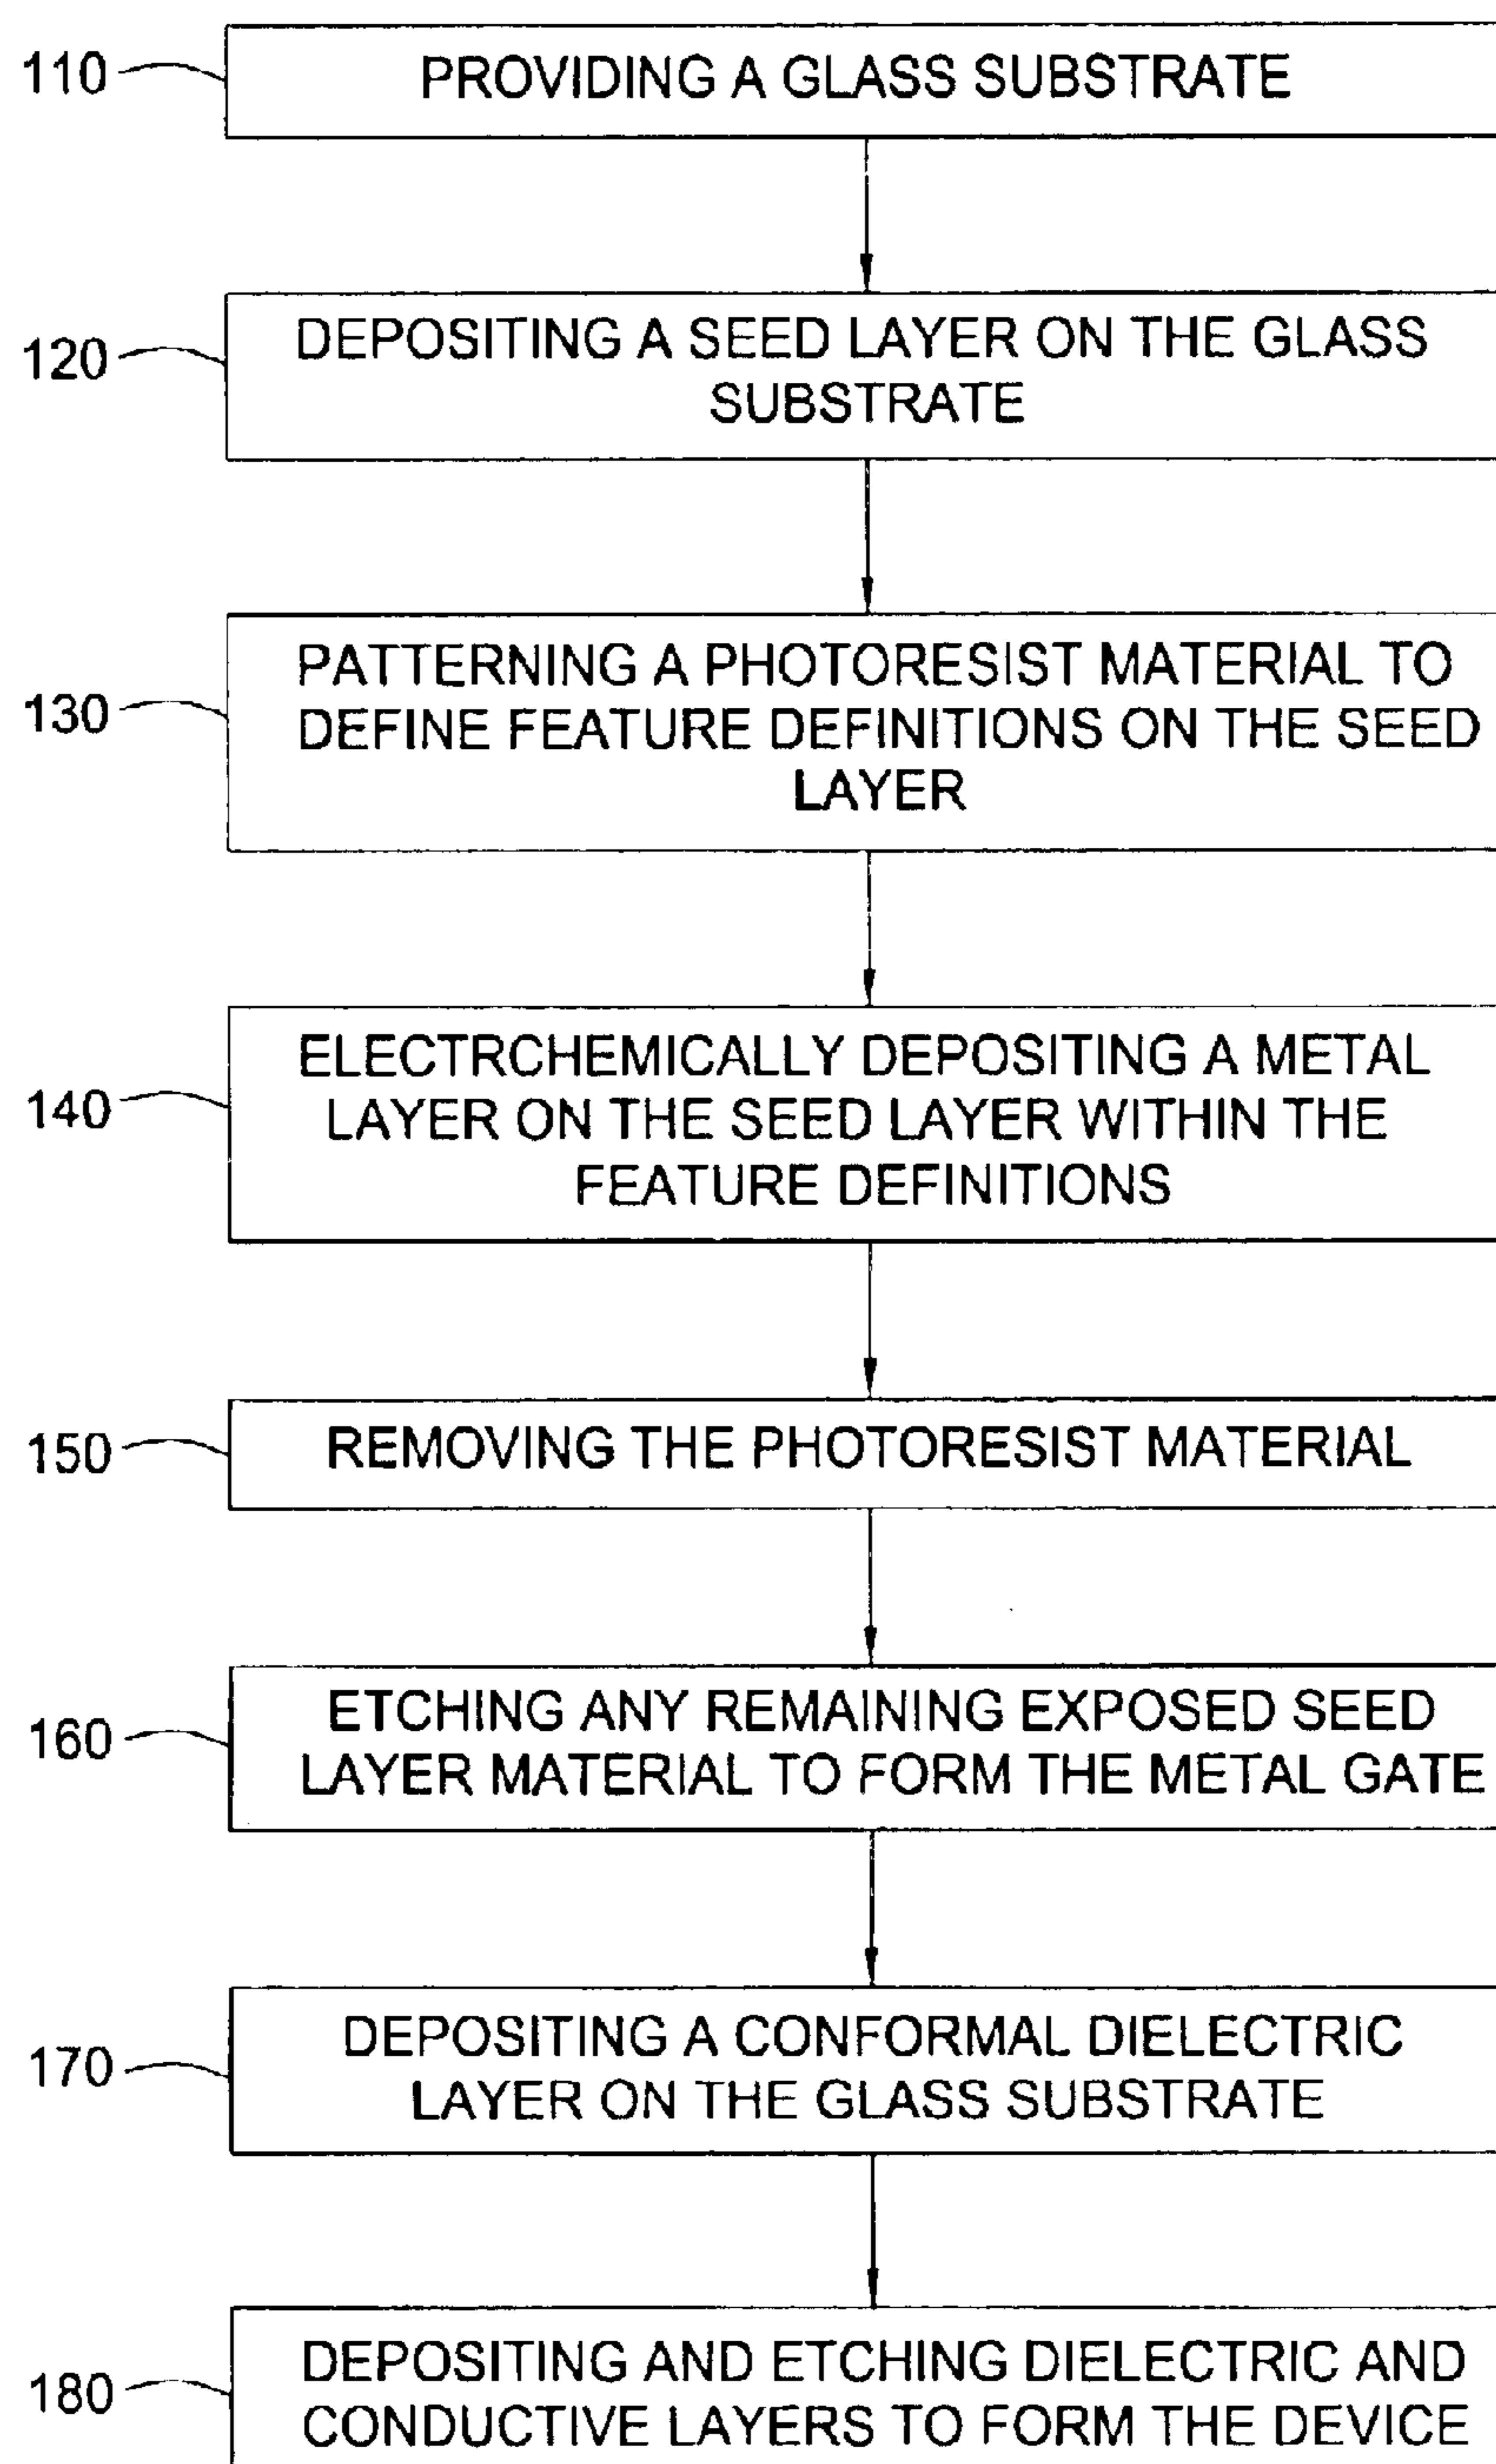 110 PROVIDING A GLASS SUBSTRATE
120 DEPOSITING A SEED LAYER ON THE GLASS
SUBSTRATE
130 PATTERNING A PHOTORESIST MATERIAL TO
DEFINE FEATURE DEFINITIONS ON THE SEED
LAYER
140 ELECTRCHEMICALLY DEPOSITING A METAL
LAYER ON THE SEED LAYER WITHIN THE
FEATURE DEFINITIONS
150 REMOVING THE PHOTORESIST MATERIAL
160 ETCHING ANY REMAINING EXPOSED SEED
LAYER MATERIAL TO FORM THE METAL GATE
170 DEPOSITING A CONFORMAL DIELECTRIC
LAYER ON THE GLASS SUBSTRATE
180 DEPOSITING AND ETCHING DIELECTRIC AND
CONDUCTIVE LAYERS TO FORM THE DEVICE